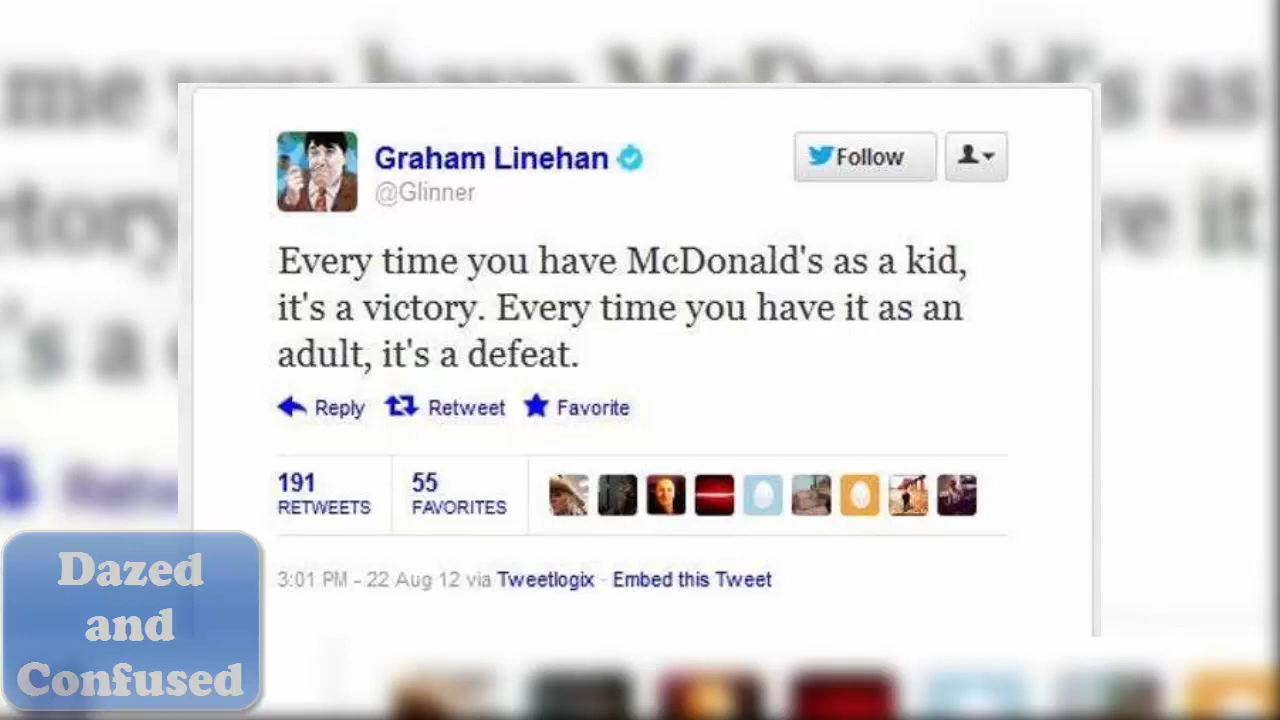 Graham Linehan
@Glinner
Follow
Every time you have McDonald's as a kid,
it's a victory. Every time you have it as an
adult, it's a defeat.
Reply Retweet Favorite
191 55
RETWEETS FAVORITES
3:01 PM - 22 Aug 12 via Tweetlogix · Embed this Tweet
Dazed
and
Confused